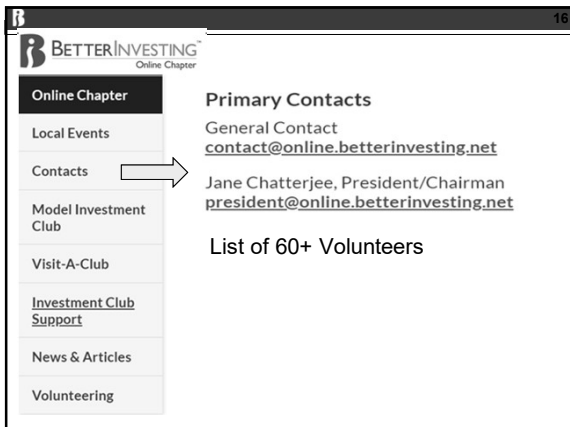 16
BETTERINVESTING™
Online Chapter
Online Chapter
Local Events
Contacts
Model Investment
Club
Visit-A-Club
Investment Club
Support
News & Articles
Volunteering
Primary Contacts
General Contact
contact@online.betterinvesting.net
Jane Chatterjee, President/Chairman
president@online.betterinvesting.net
List of 60+ Volunteers